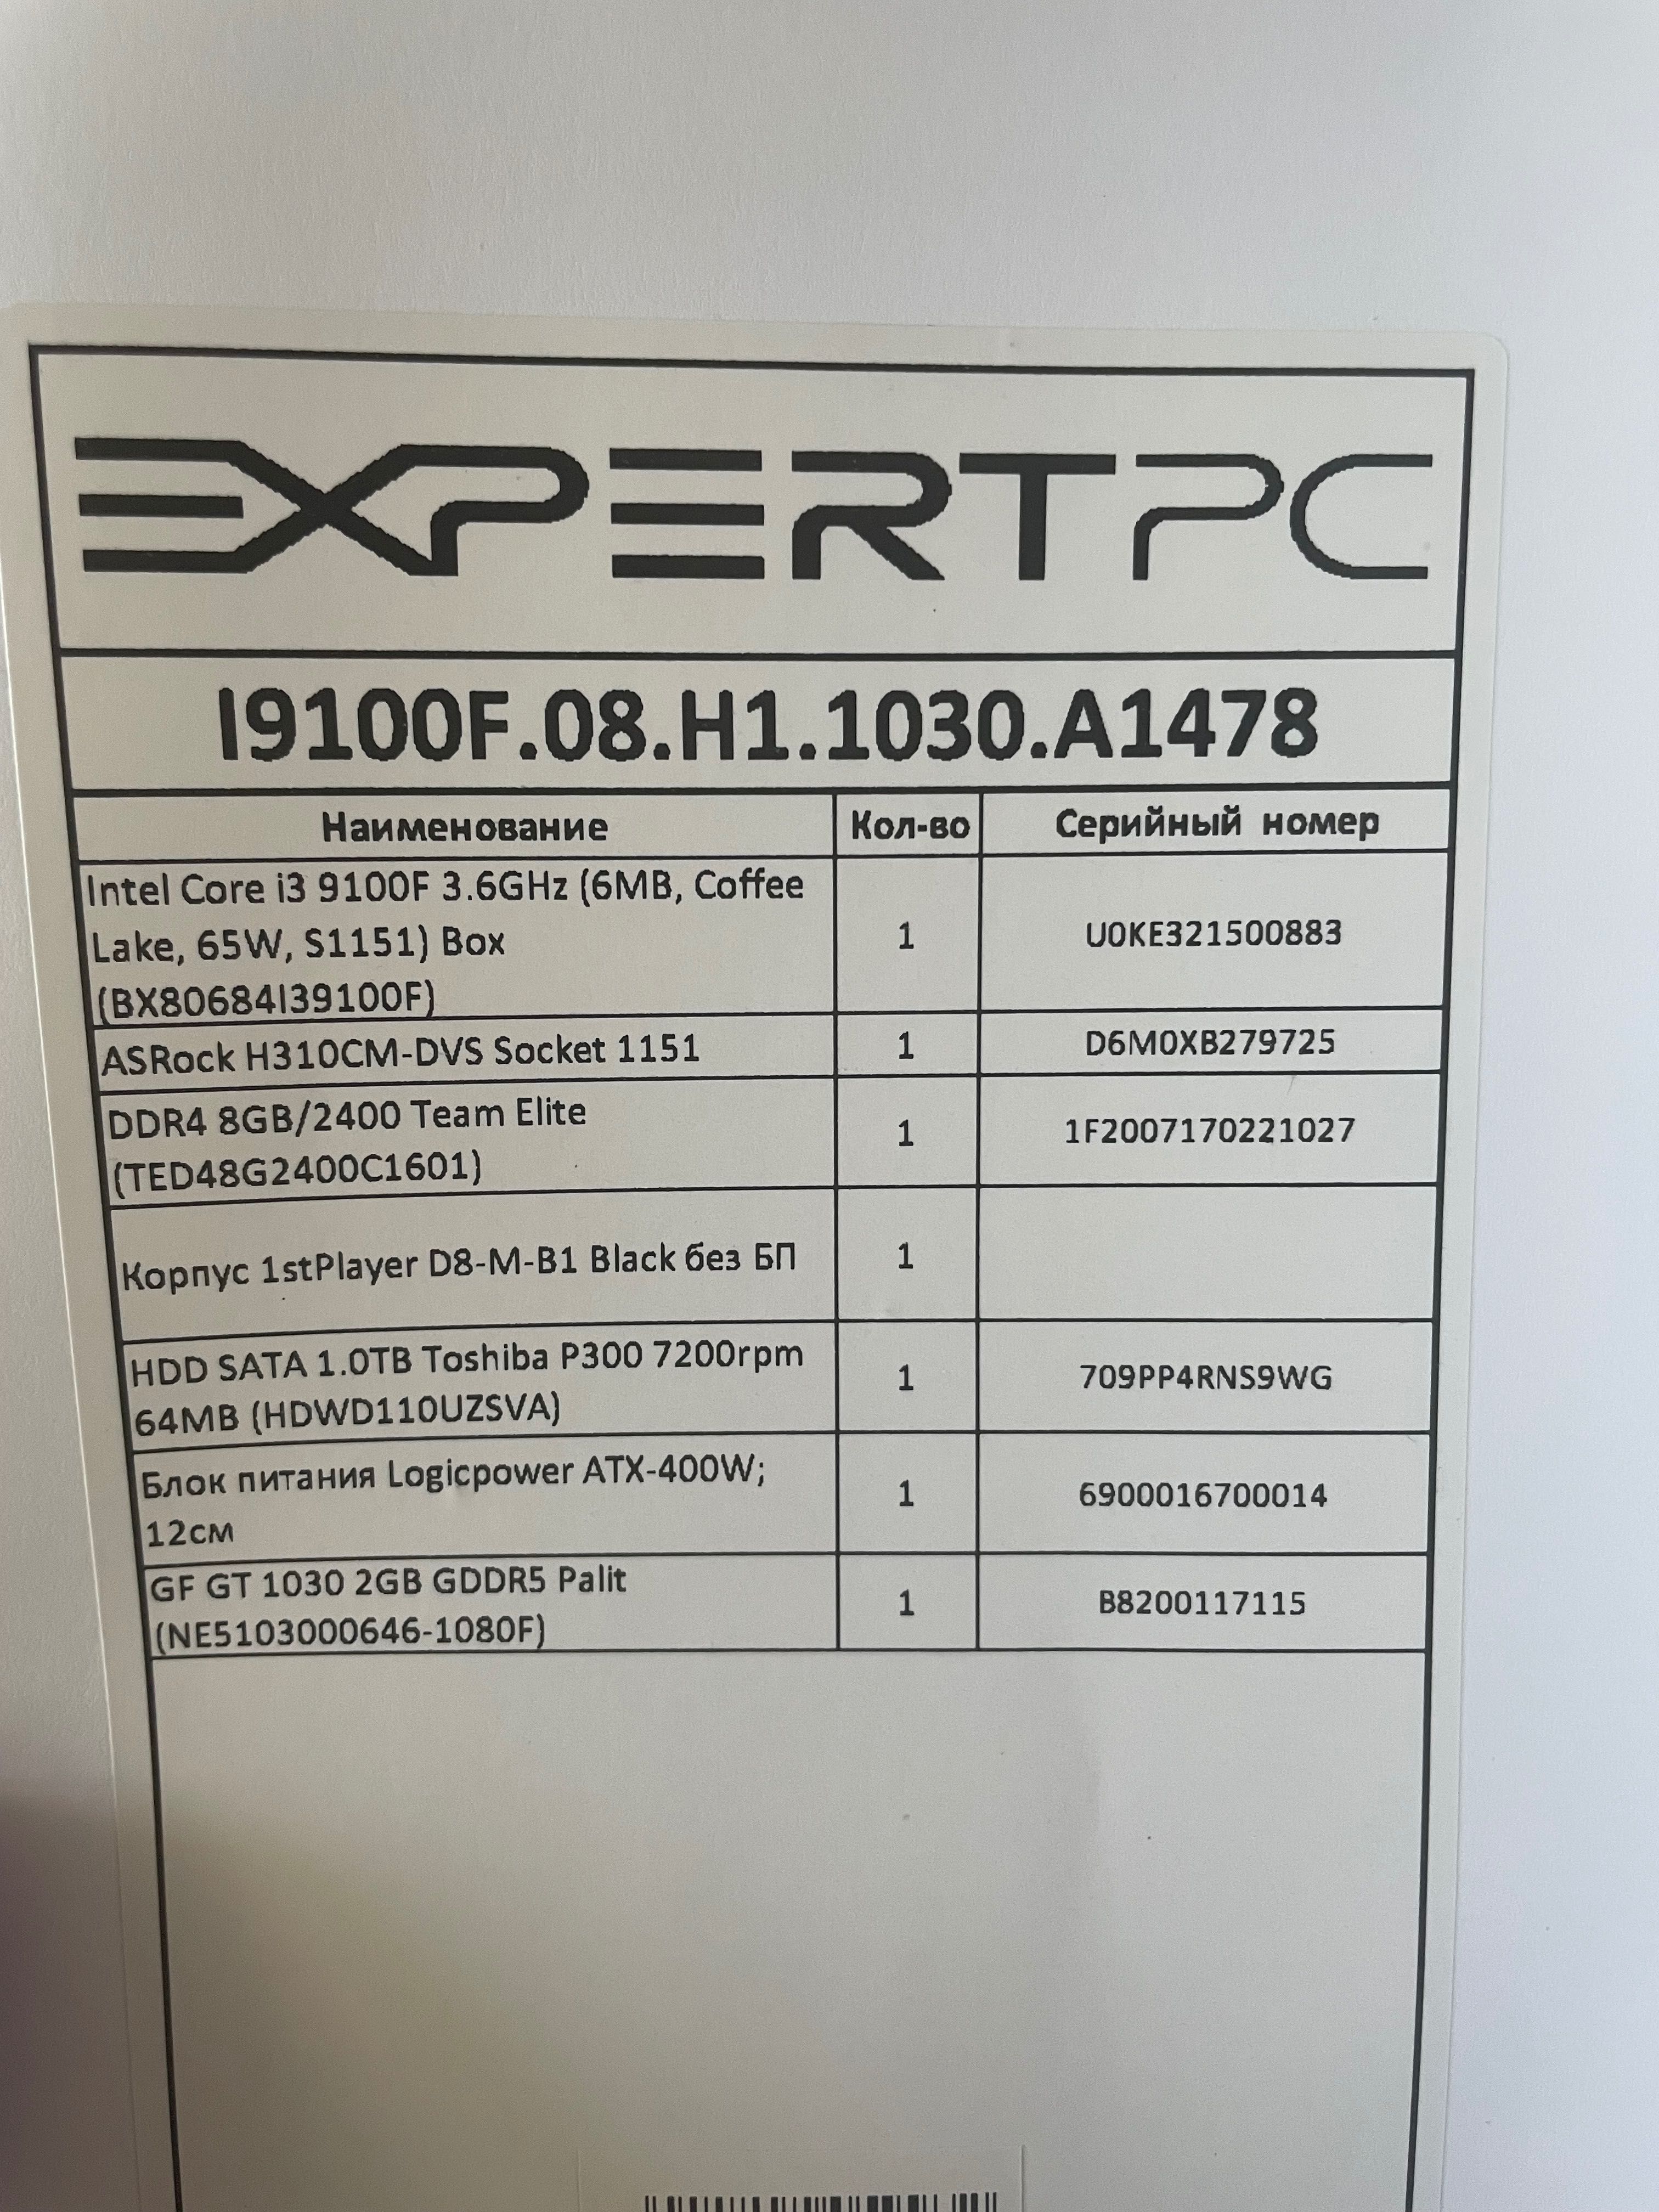 EXPERTPC
I9100F.08.H1.1030.A1478
Наименование Кол-во Серийный номер
Intel Core i3 9100F 3.6GHz (6MB, Coffee
Lake, 65W, S1151) Box 1 U0KE321500883
(BX80684I39100F)
ASRock H310CM-DVS Socket 1151 1 D6M0XB279725
DDR4 8GB/2400 Team Elite
(TED48G2400C1601) 1 1F2007170221027
Корпус 1stPlayer D8-M-B1 Black без БП 1
HDD SATA 1.0TB Toshiba P300 7200rpm
64MB (HDWD110UZSVA) 1 709PP4RNS9WG
Блок питания Logicpower ATX-400W;
12см 1 6900016700014
GF GT 1030 2GB GDDR5 Palit
(NE5103000646-1080F) 1 B8200117115